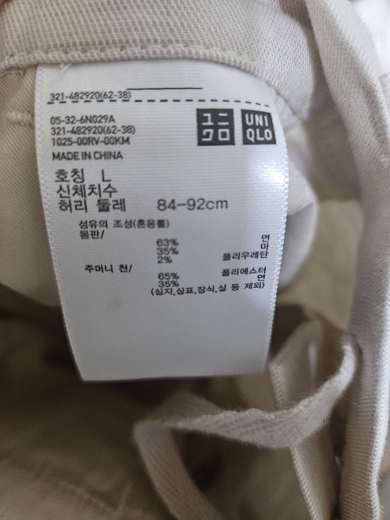 321-482920(62-38)
05-32-6N029A
321-482920(62-38)
1025-00RV-00KM
MADE IN CHINA
ユニクロ
UNIQLO
호칭 L
신체치수
허리 둘레 84-92cm
섬유의 조성(혼용률)
몸판/
63% 면
35% 마
2% 폴리우레탄
주머니 천/
65% 폴리에스터
35% 면
(심지,상표,장식,실 등 제외)